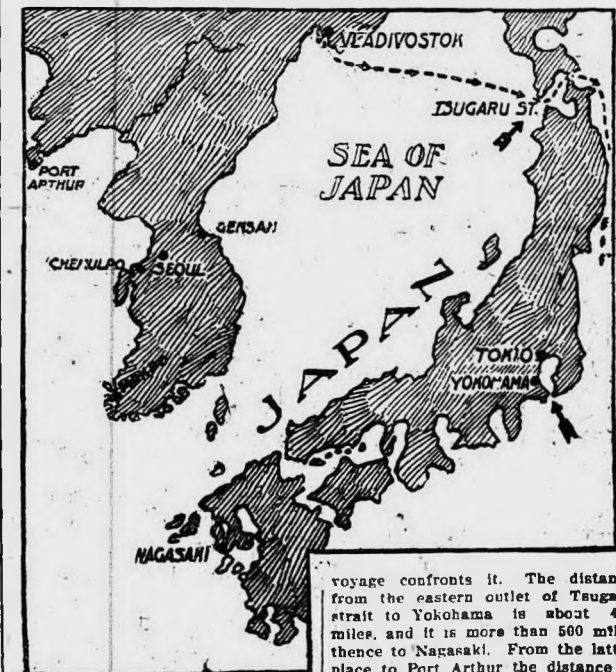 VLADIVOSTOK
TSUGARU ST.
SEA OF
JAPAN
PORT
ARTHUR
GENSAN
CHEMULPO
SEOUL
JAPAN
TOKIO
YOKOHAMA
NAGASAKI
voyage confronts it. The distan
from the eastern outlet of Tsuga
strait to Yokohama is about 4
miles, and it is more than 500 mil
thence to Nagasaki. From the lat
place to Port Arthur the distance